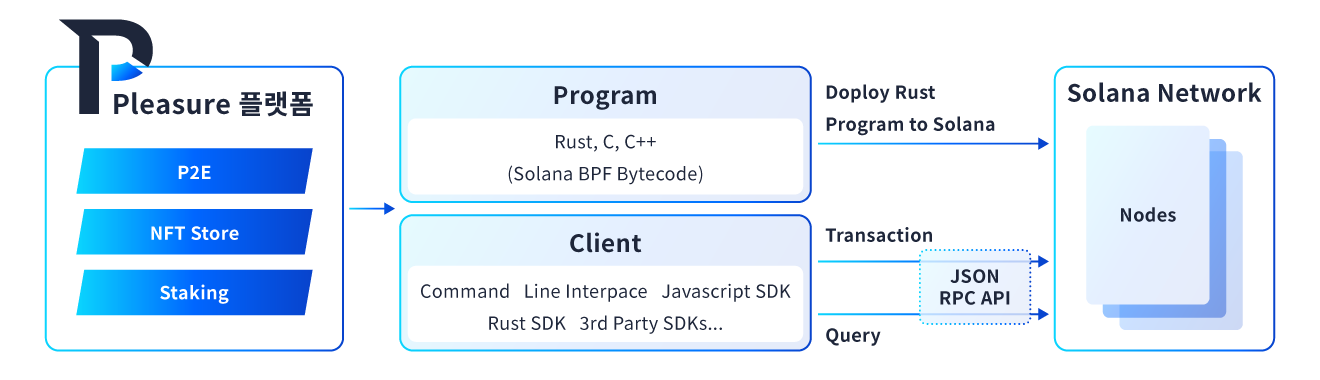 Pleasure 플랫폼
P2E
NFT Store
Staking
Program
Rust, C, C++
(Solana BPF Bytecode)
Client
Command Line Interpace Javascript SDK
Rust SDK 3rd Party SDKs...
Doploy Rust
Program to Solana
Transaction
JSON
RPC API
Query
Solana Network
Nodes